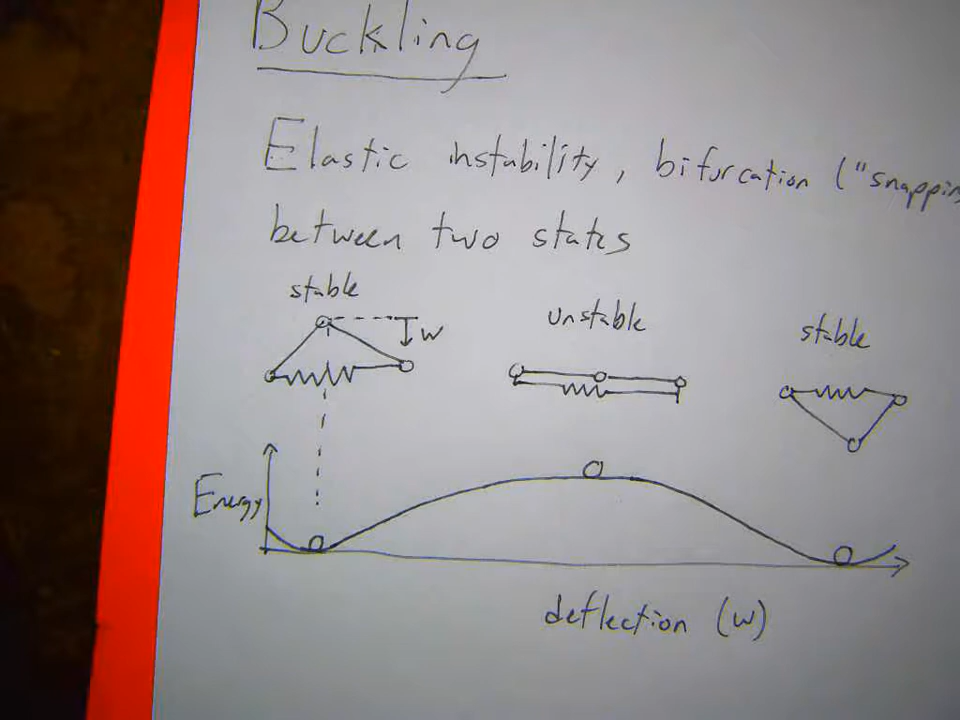 Buckling
Elastic instability, bifurcation ("snappin
between two states
stable
unstable
stable
w
Energy
deflection (w)